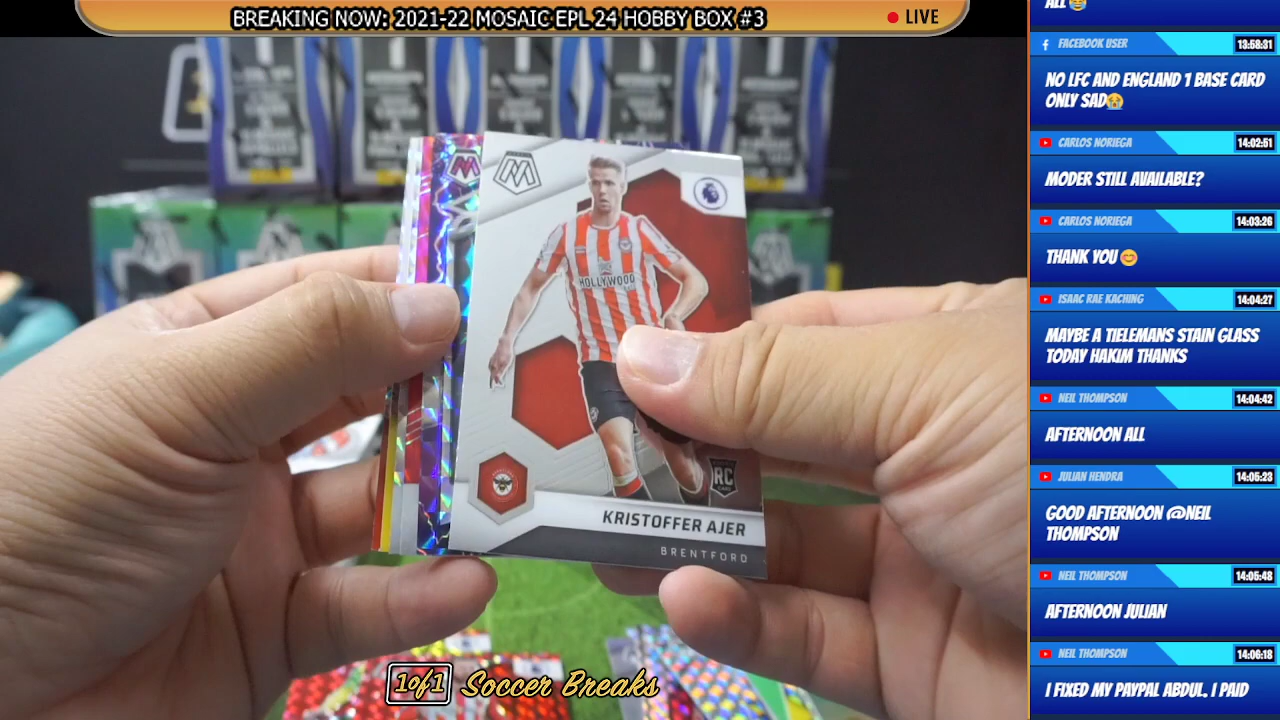 BREAKING NOW: 2021-22 MOSAIC EPL 24 HOBBY BOX #3
LIVE
HOLLYWOOD
RC
KRISTOFFER AJER
BRENTFORD
1of1 Soccer Breaks
ALL 😂
FACEBOOK USER
13:58:31
NO LFC AND ENGLAND 1 BASE CARD
ONLY SAD😭
CARLOS NORIEGA
14:02:51
MODER STILL AVAILABLE?
CARLOS NORIEGA
14:03:26
THANK YOU 😊
ISAAC RAE KACHING
14:04:27
MAYBE A TIELEMANS STAIN GLASS
TODAY HAKIM THANKS
NEIL THOMPSON
14:04:42
AFTERNOON ALL
JULIAN HENDRA
14:05:23
GOOD AFTERNOON @NEIL
THOMPSON
NEIL THOMPSON
14:05:48
AFTERNOON JULIAN
NEIL THOMPSON
14:06:18
I FIXED MY PAYPAL ABDUL. I PAID